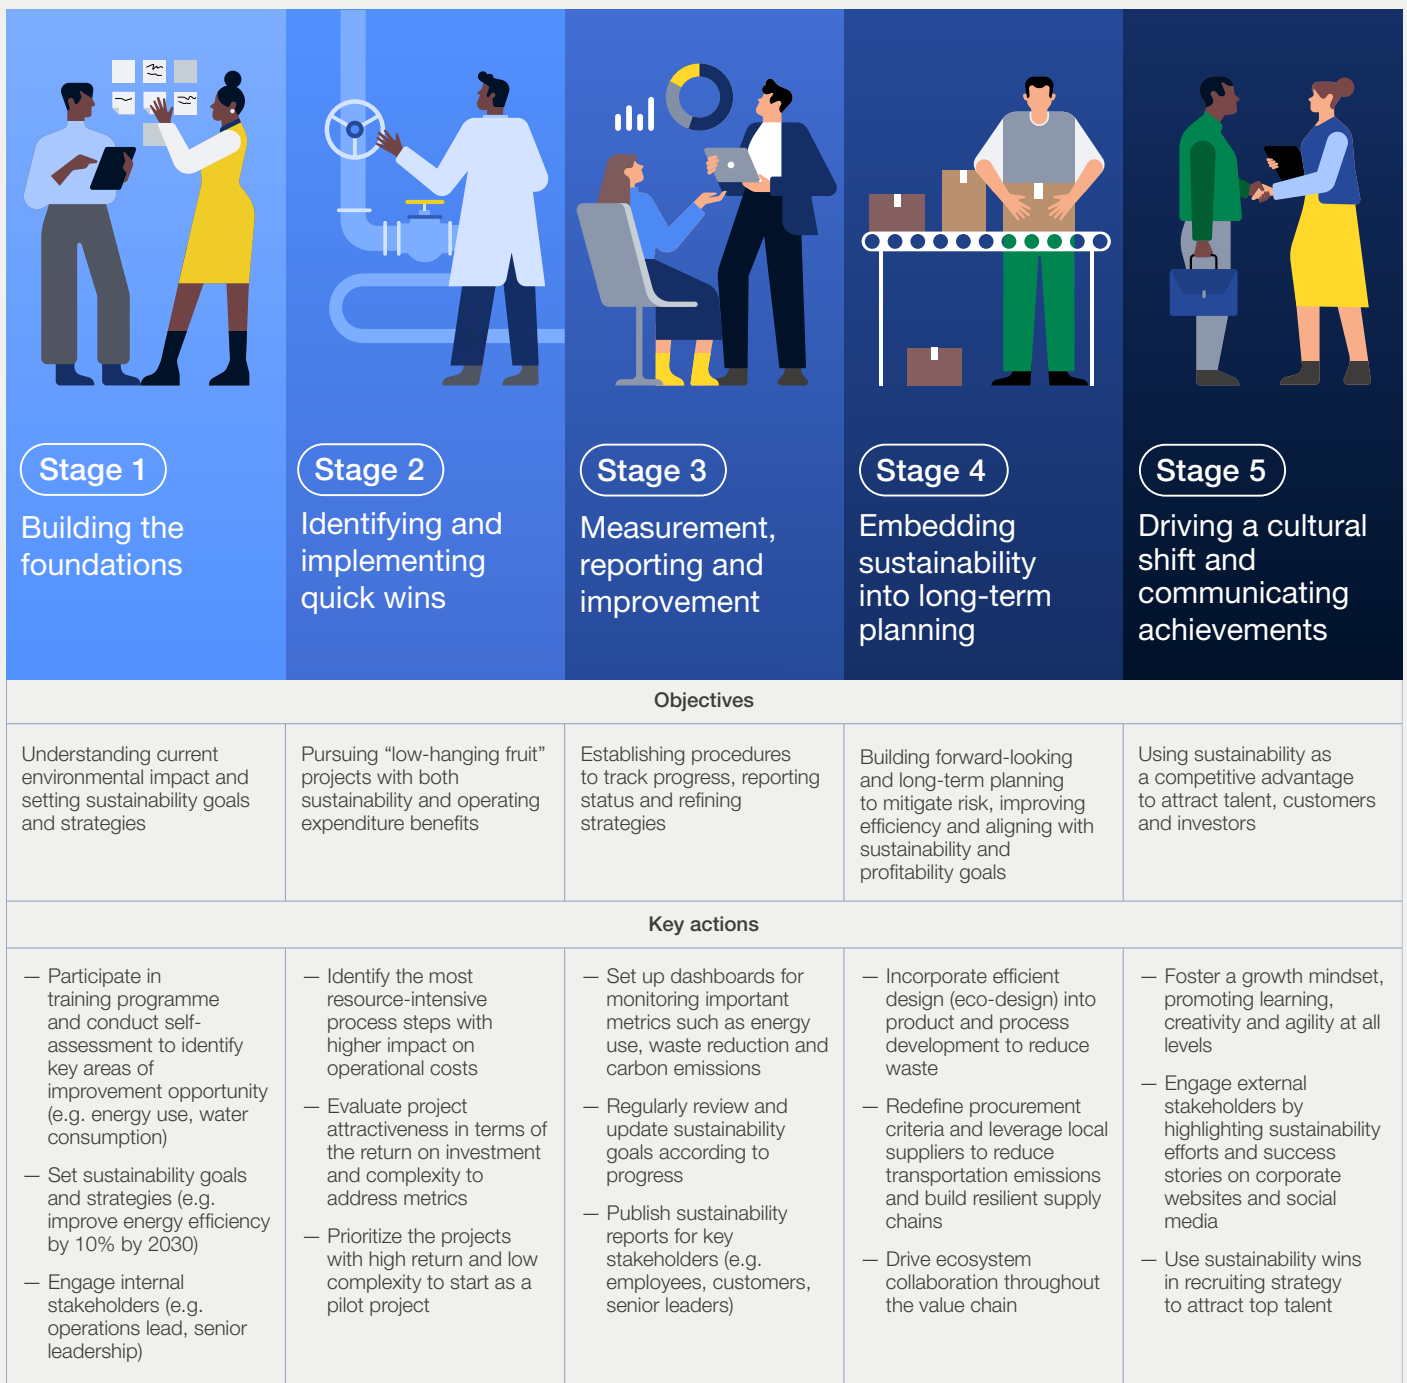 Stage 1
Building the
foundations
Stage 2
Identifying and
implementing
quick wins
Stage 3
Measurement,
reporting and
improvement
Stage 4
Embedding
sustainability
into long-term
planning
Stage 5
Driving a cultural
shift and
communicating
achievements
Objectives
Understanding current
environmental impact and
setting sustainability goals
and strategies
Pursuing “low-hanging fruit”
projects with both
sustainability and operating
expenditure benefits
Establishing procedures
to track progress, reporting
status and refining
strategies
Building forward-looking
and long-term planning
to mitigate risk, improving
efficiency and aligning with
sustainability and
profitability goals
Using sustainability as
a competitive advantage
to attract talent, customers
and investors
Key actions
— Participate in
training programme
and conduct self-
assessment to identify
key areas of
improvement opportunity
(e.g. energy use, water
consumption)
— Set sustainability goals
and strategies (e.g.
improve energy efficiency
by 10% by 2030)
— Engage internal
stakeholders (e.g.
operations lead, senior
leadership)
— Identify the most
resource-intensive
process steps with
higher impact on
operational costs
— Evaluate project
attractiveness in terms of
the return on investment
and complexity to
address metrics
— Prioritize the projects
with high return and low
complexity to start as a
pilot project
— Set up dashboards for
monitoring important
metrics such as energy
use, waste reduction and
carbon emissions
— Regularly review and
update sustainability
goals according to
progress
— Publish sustainability
reports for key
stakeholders (e.g.
employees, customers,
senior leaders)
— Incorporate efficient
design (eco-design) into
product and process
development to reduce
waste
— Redefine procurement
criteria and leverage local
suppliers to reduce
transportation emissions
and build resilient supply
chains
— Drive ecosystem
collaboration throughout
the value chain
— Foster a growth mindset,
promoting learning,
creativity and agility at all
levels
— Engage external
stakeholders by
highlighting sustainability
efforts and success
stories on corporate
websites and social
media
— Use sustainability wins
in recruiting strategy
to attract top talent